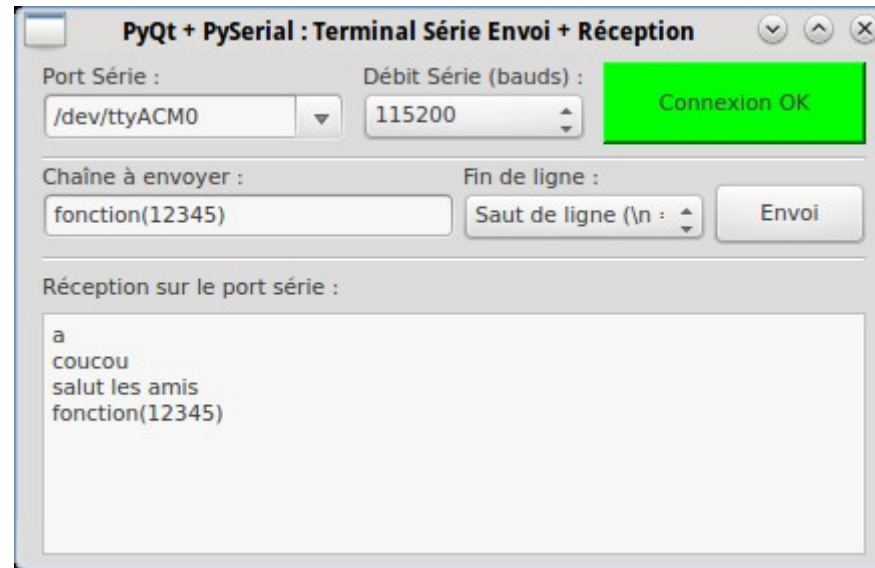 PyQt + PySerial : Terminal Série Envoi + Réception
Port Série :
Débit Série (bauds) :
/dev/ttyACM0
115200
Connexion OK
Chaîne à envoyer :
Fin de ligne :
fonction(12345)
Saut de ligne (\n :
Envoi
Réception sur le port série :
a
coucou
salut les amis
fonction(12345)